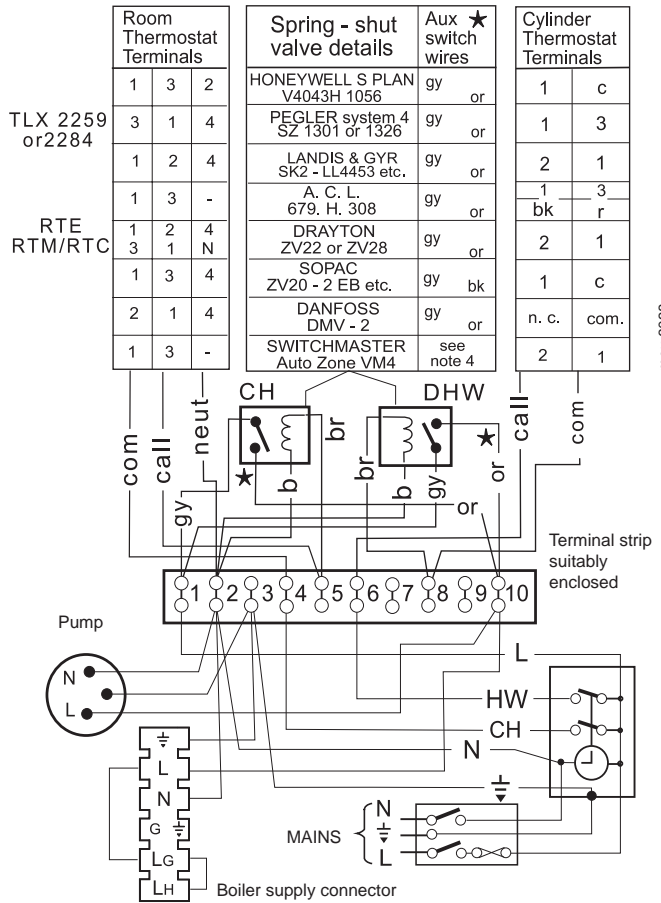 Room
Thermostat
Terminals
Spring - shut
valve details
Aux ★
switch
wires
Cylinder
Thermostat
Terminals
1 3 2
HONEYWELL S PLAN
V4043H 1056
gy or
1 c
TLX 2259
or2284
3 1 4
PEGLER system 4
SZ 1301 or 1326
gy or
1 3
1 2 4
LANDIS & GYR
SK2 - LL4453 etc.
gy or
2 1
1 3 -
A. C. L.
679. H. 308
gy or
1 3
bk r
RTE
RTM/RTC
1 2 4
3 1 N
DRAYTON
ZV22 or ZV28
gy or
2 1
1 3 4
SOPAC
ZV20 - 2 EB etc.
gy bk
1 c
2 1 4
DANFOSS
DMV - 2
gy or
n. c. com.
1 3 -
SWITCHMASTER
Auto Zone VM4
see
note 4
2 1
CH
DHW
com
call
neut
gy
★
b
br
br
b
gy
★
or
or
call
com
1 2 3 4 5 6 7 8 9 10
Terminal strip
suitably
enclosed
Pump
N
L
L
HW
CH
N
L
N
G
LG
LH
Boiler supply connector
MAINS
N
L